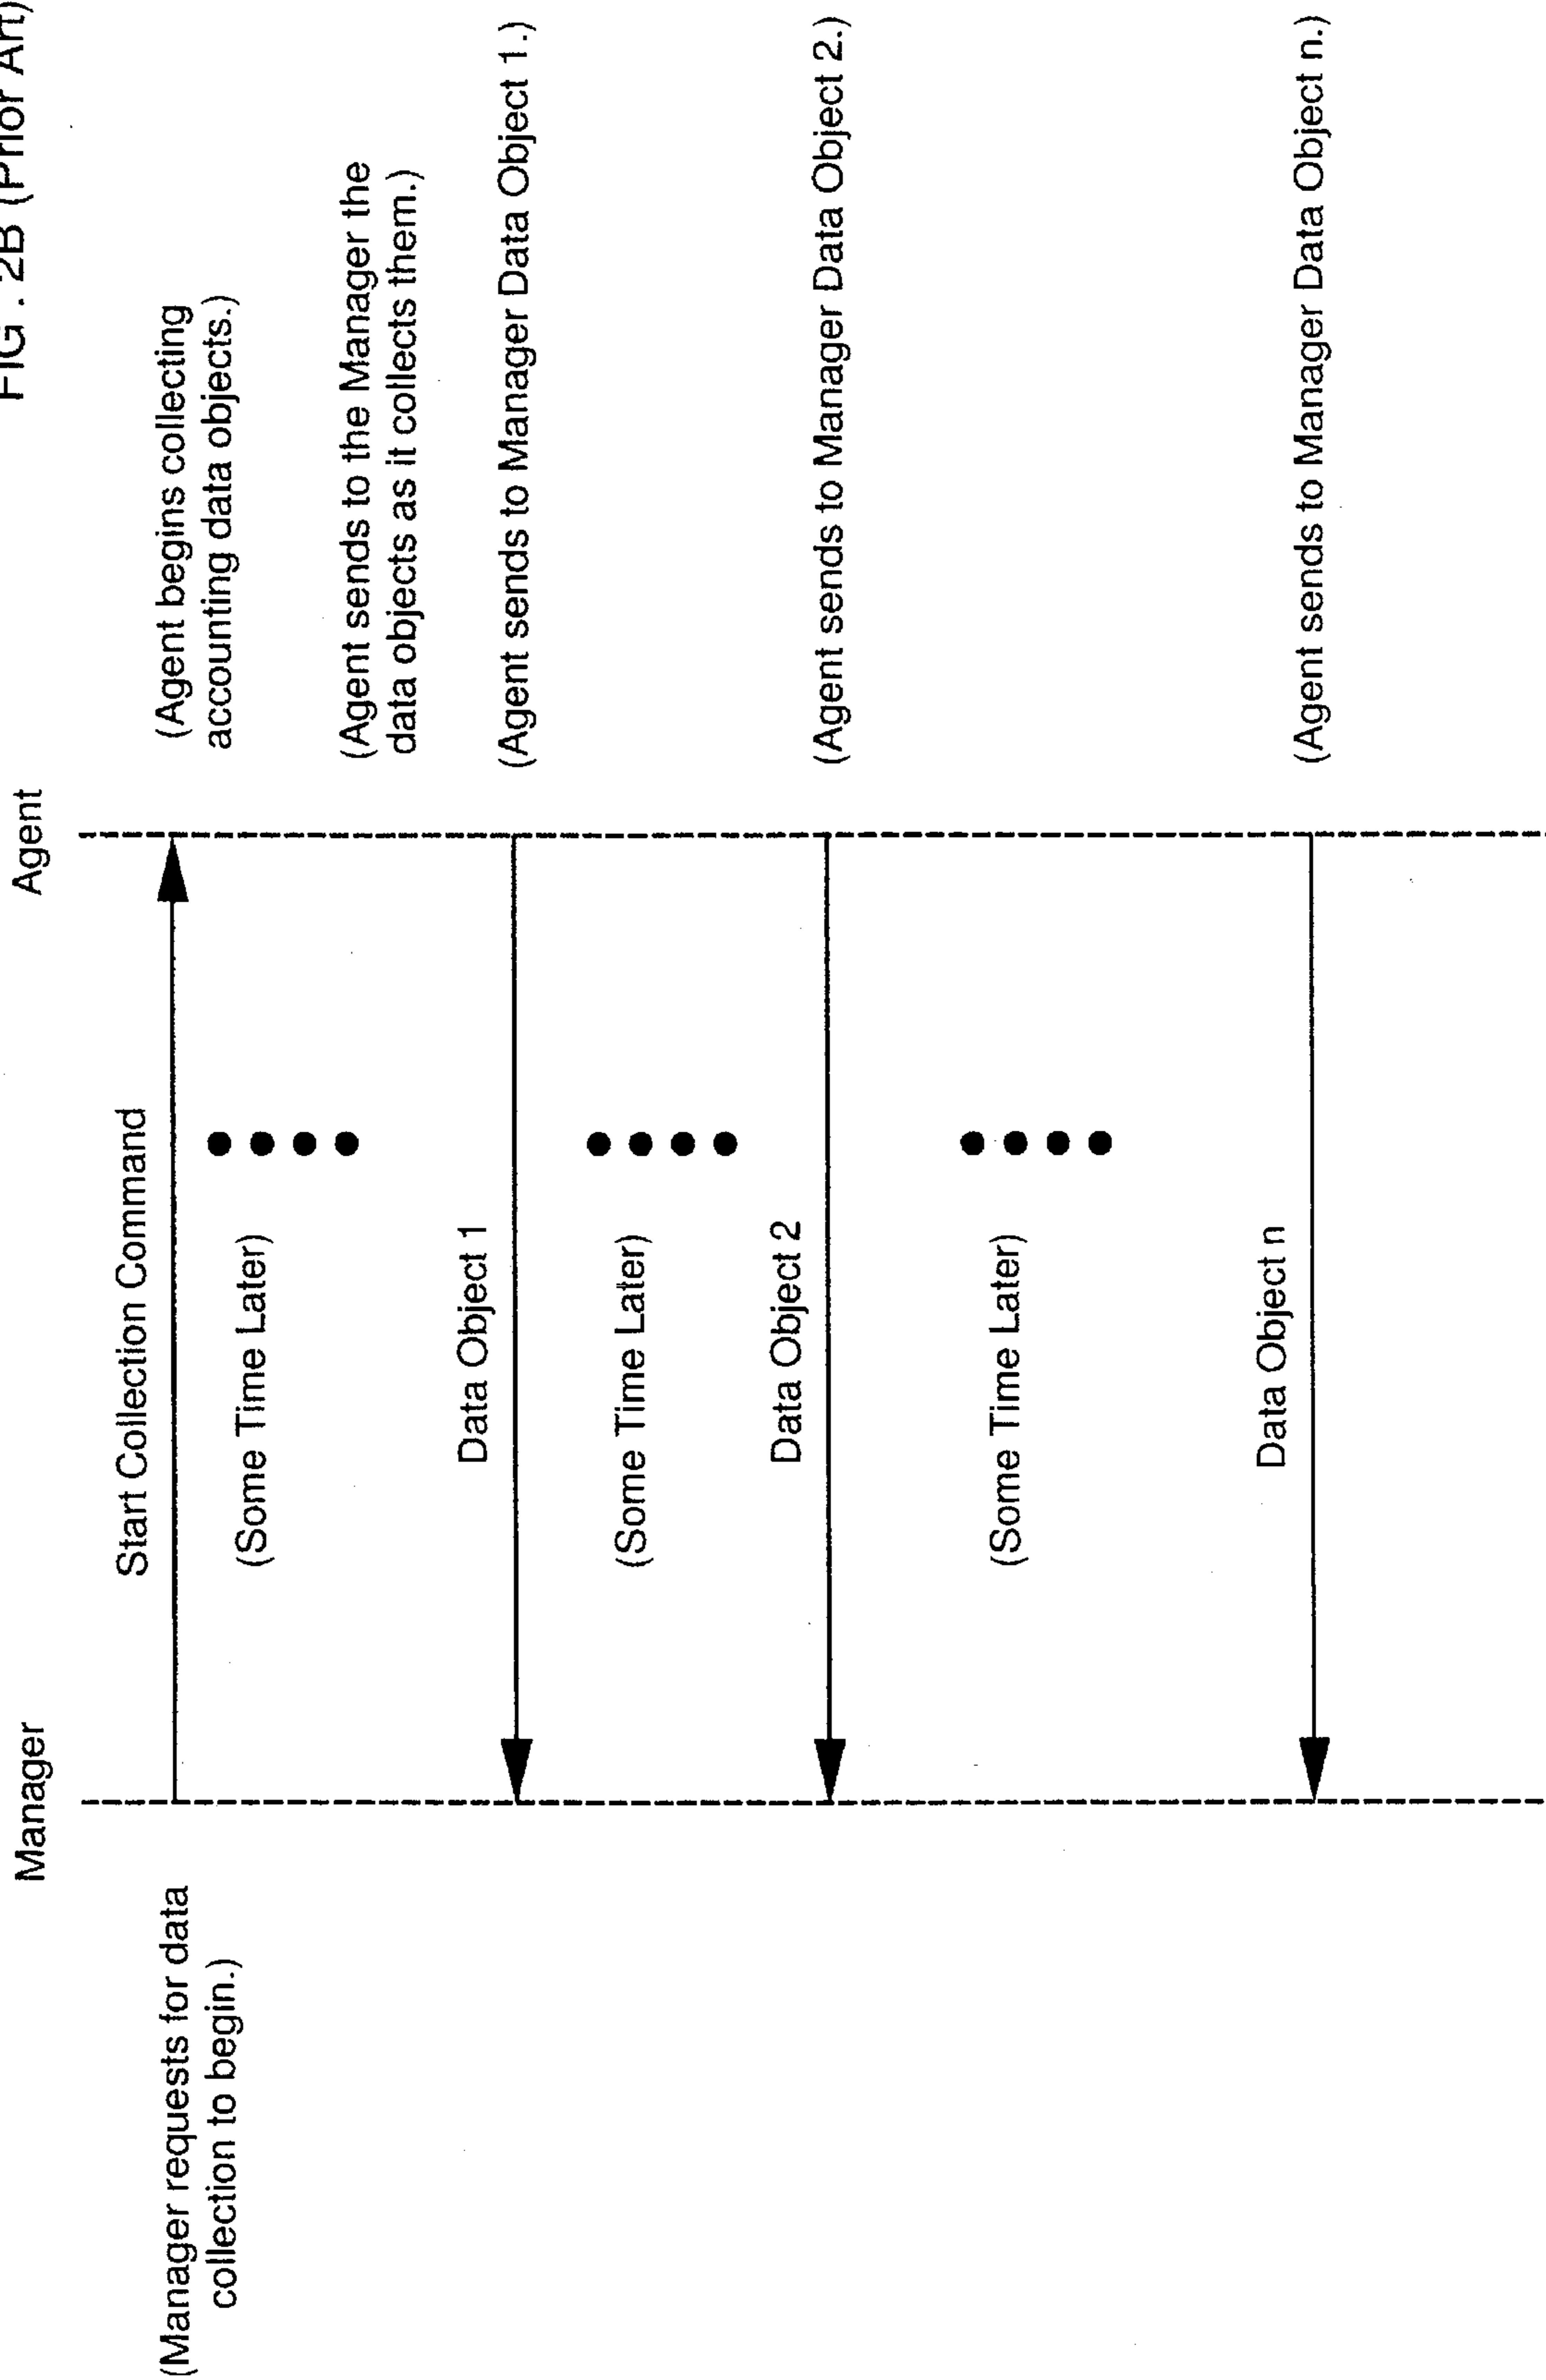 FIG . 2B (Prior Art)
Manager
Agent
(Manager requests for data
collection to begin.)
Start Collection Command
(Agent begins collecting
accounting data objects.)
(Some Time Later)
(Agent sends to the Manager the
data objects as it collects them.)
Data Object 1
(Agent sends to Manager Data Object 1.)
(Some Time Later)
Data Object 2
(Agent sends to Manager Data Object 2.)
(Some Time Later)
Data Object n
(Agent sends to Manager Data Object n.)